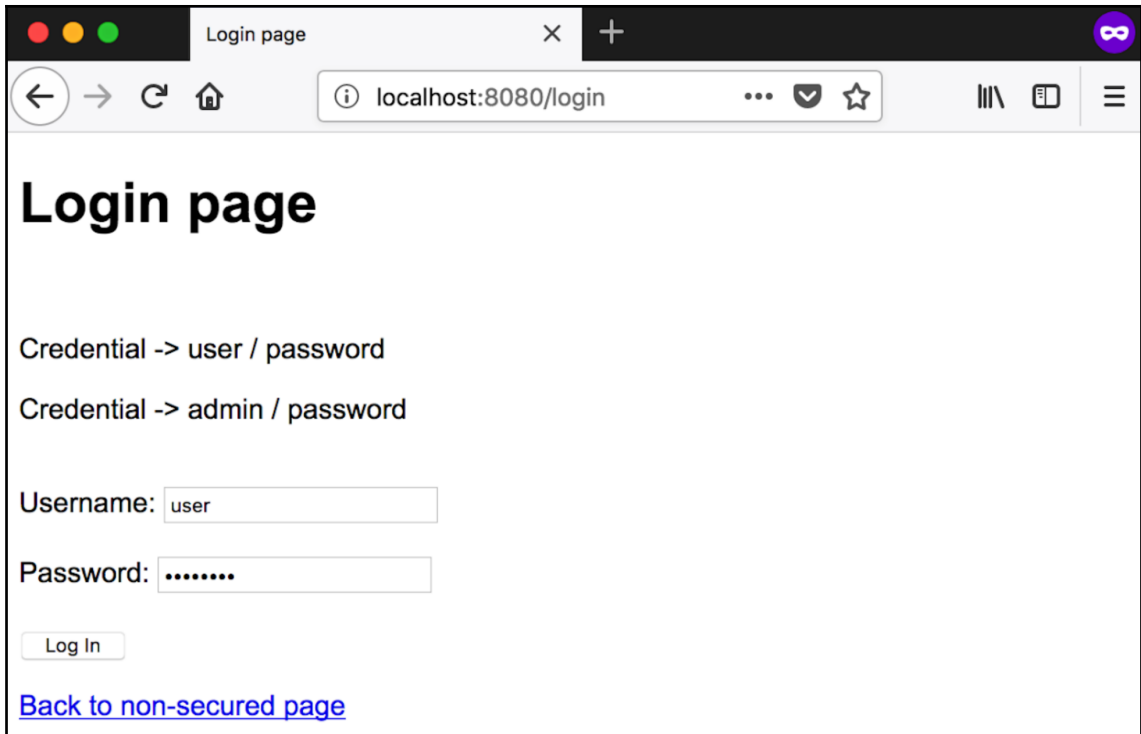 Login page
localhost:8080/login
Login page
Credential -> user / password
Credential -> admin / password
Username: user
Password: ••••••••
Log In
Back to non-secured page